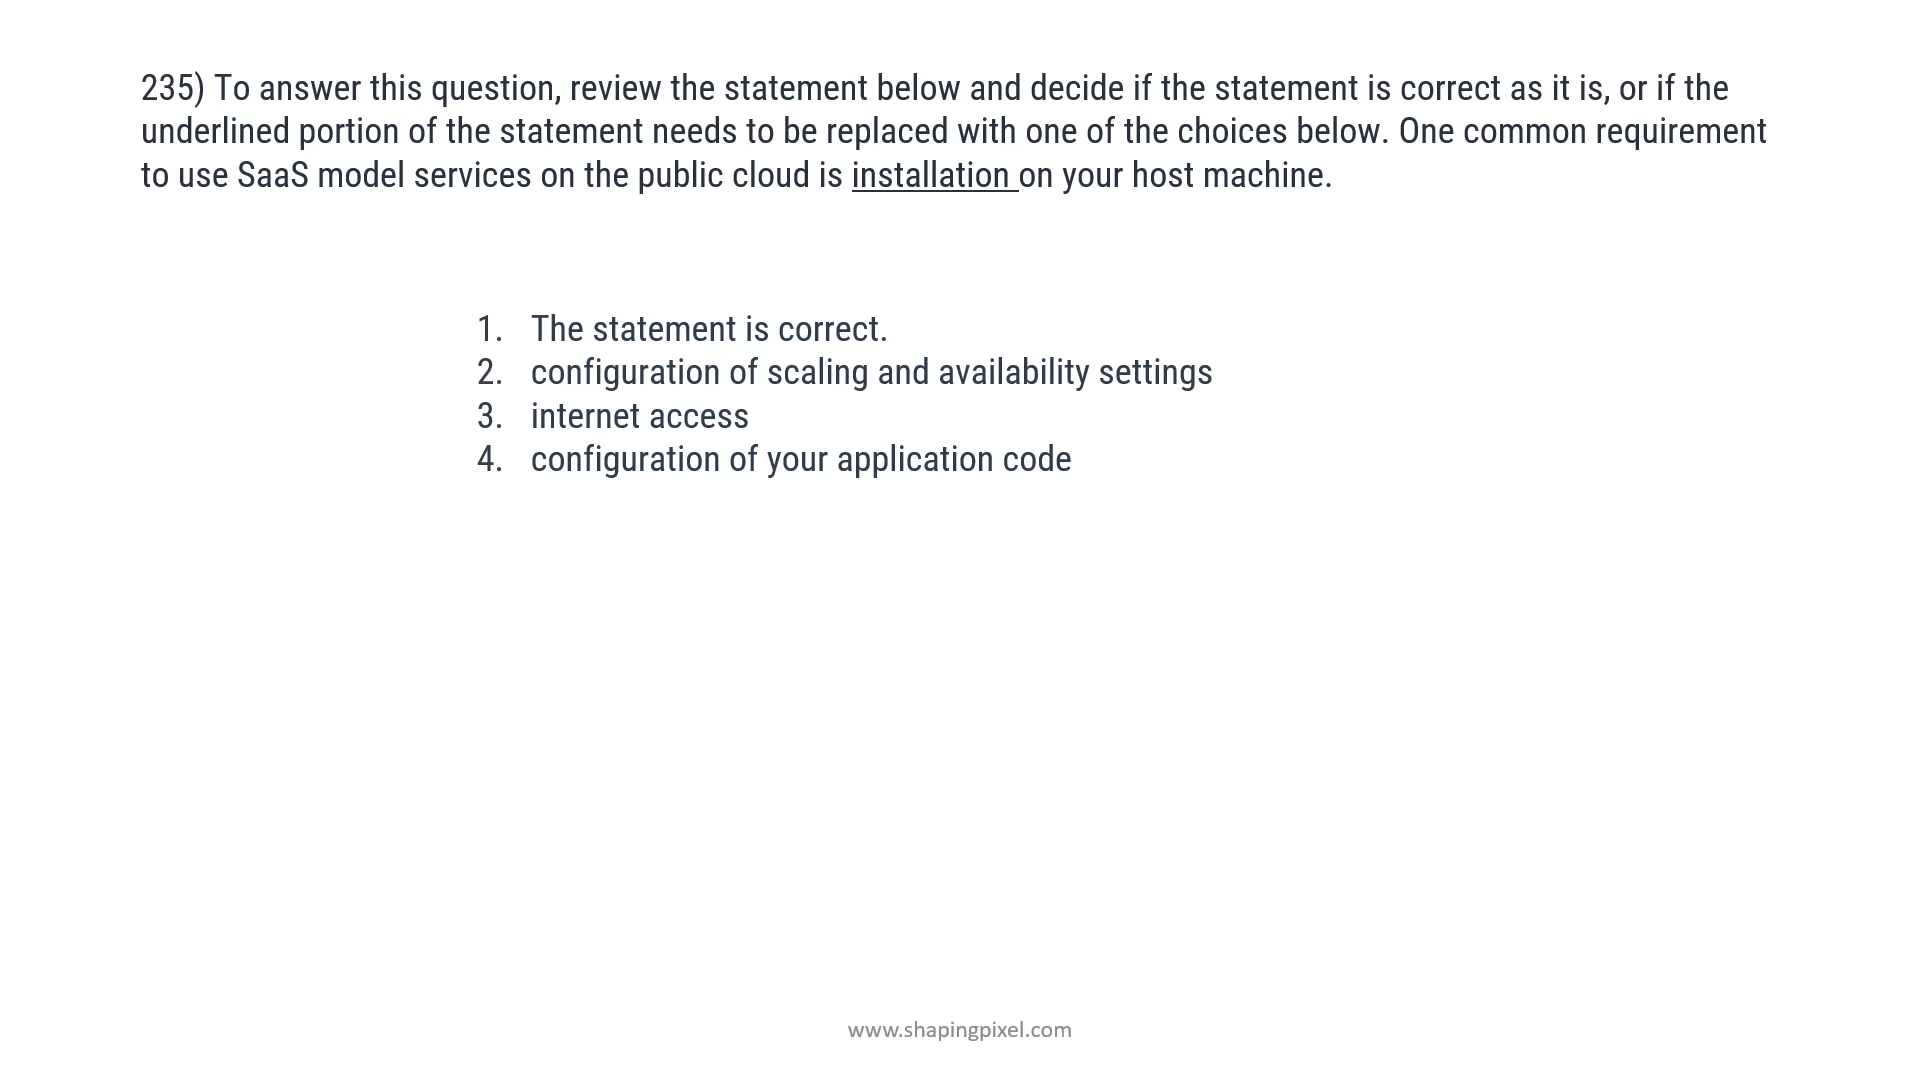 235) To answer this question, review the statement below and decide if the statement is correct as it is, or if the
underlined portion of the statement needs to be replaced with one of the choices below. One common requirement
to use SaaS model services on the public cloud is installation on your host machine.
1. The statement is correct.
2. configuration of scaling and availability settings
3. internet access
4. configuration of your application code
www.shapingpixel.com